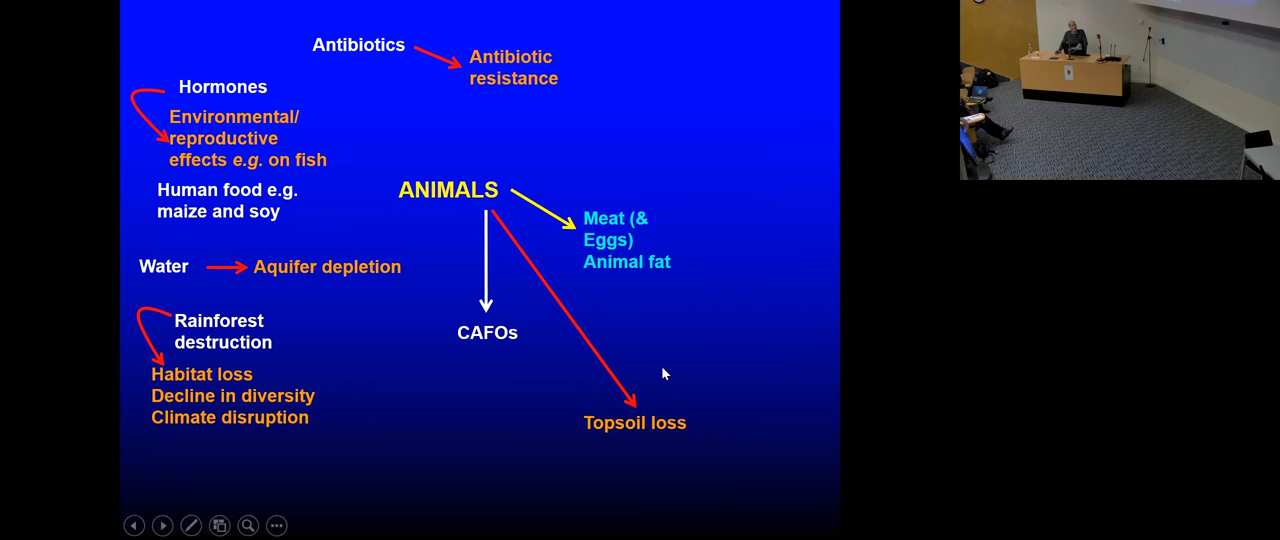 Antibiotics
Antibiotic
resistance
Hormones
Environmental/
reproductive
effects e.g. on fish
Human food e.g.
maize and soy
ANIMALS
Meat (&
Eggs)
Animal fat
Water
Aquifer depletion
Rainforest
destruction
CAFOs
Habitat loss
Decline in diversity
Climate disruption
Topsoil loss